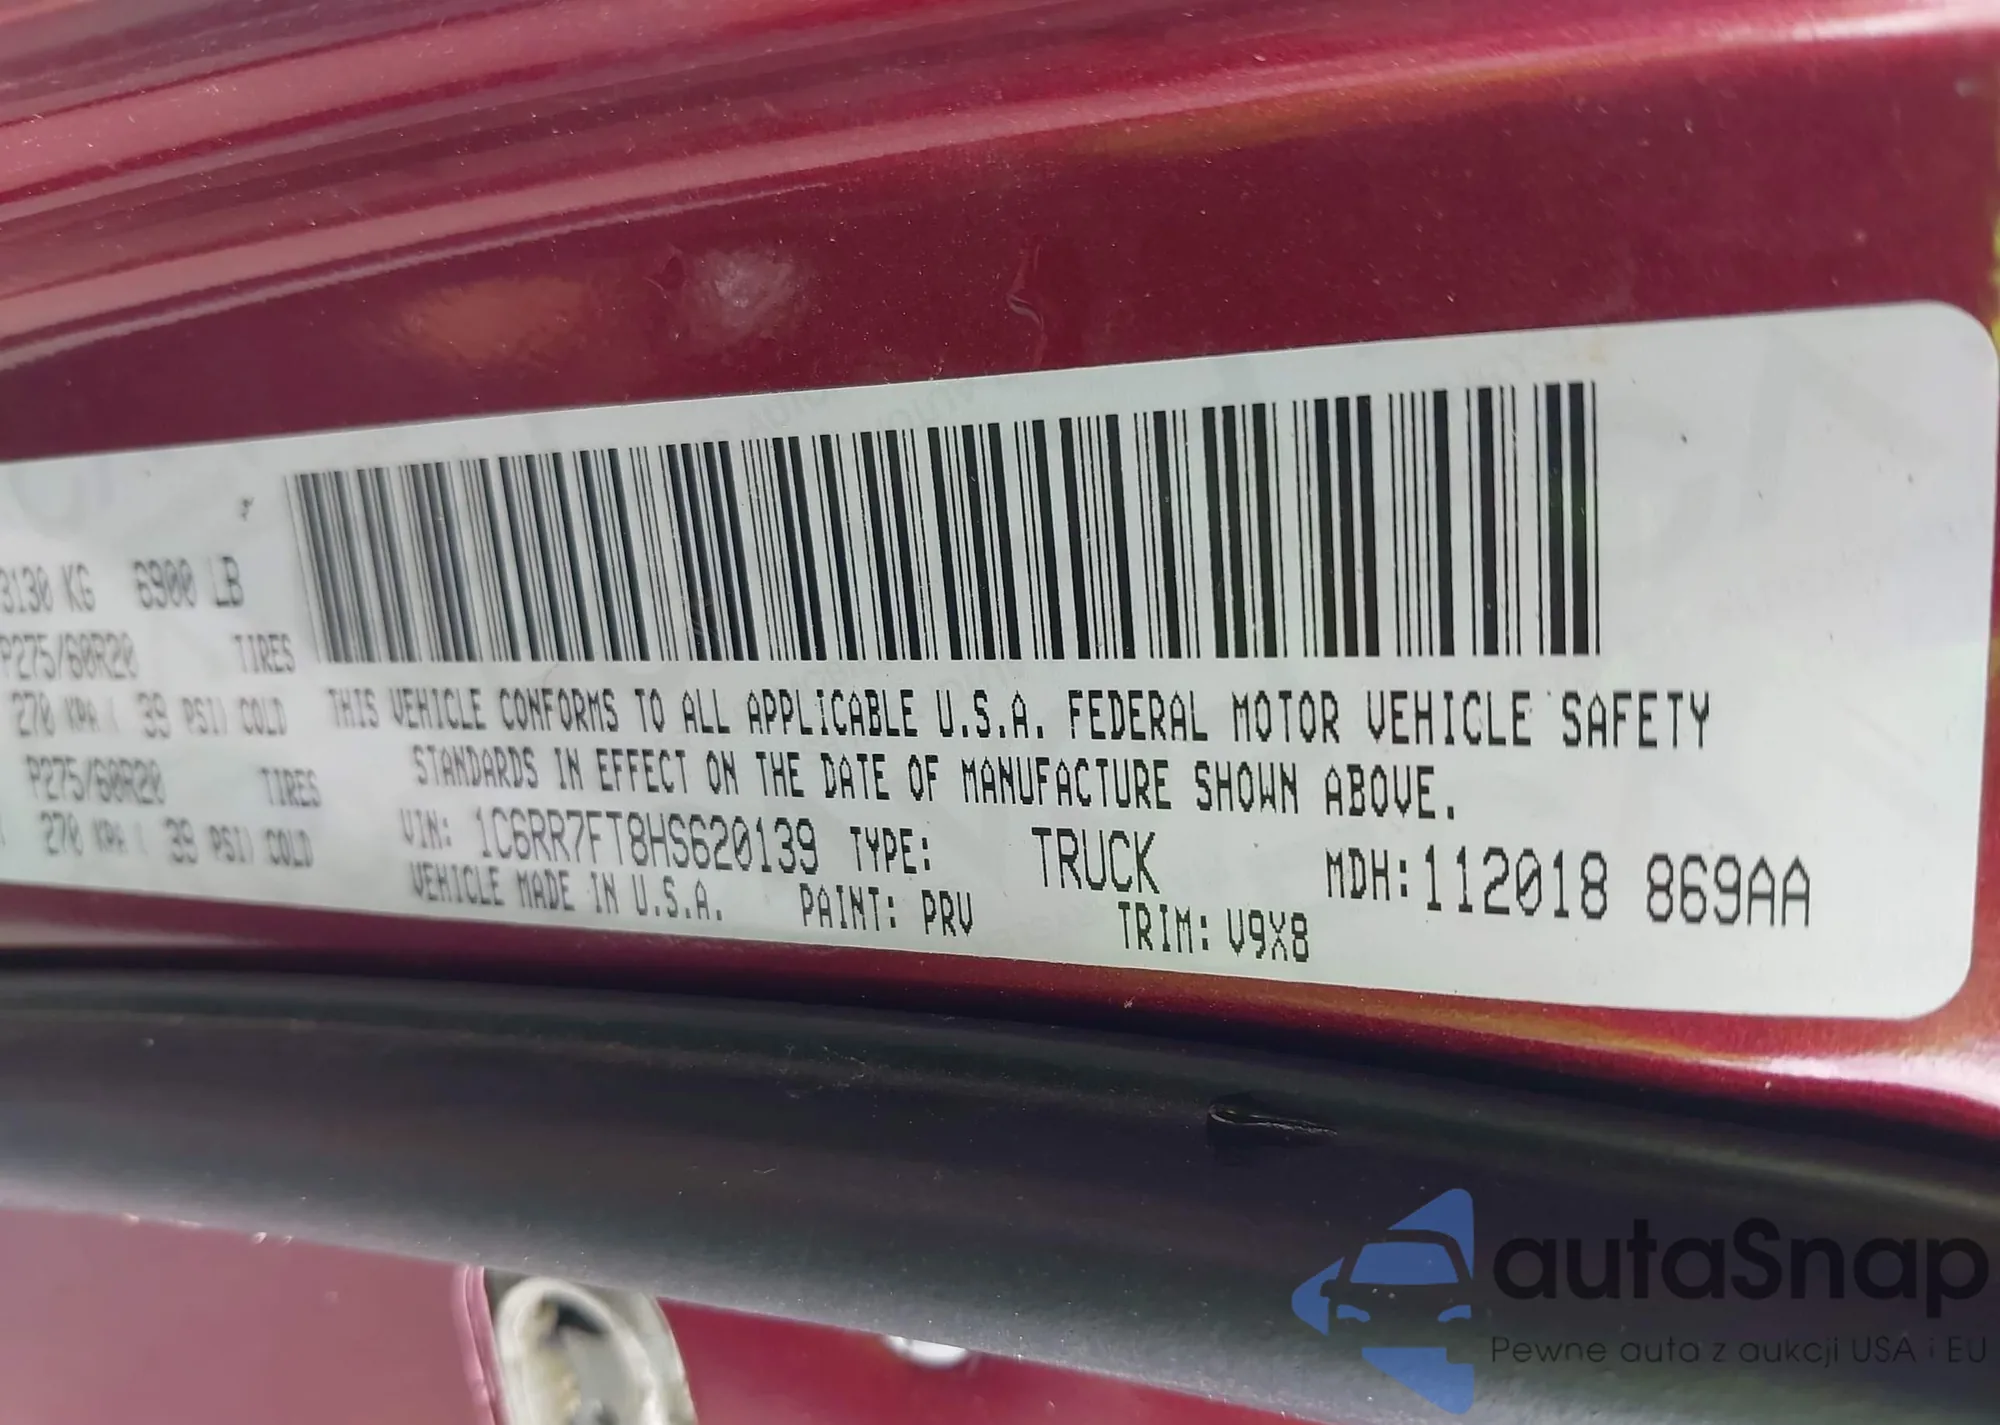 3130 KG 6900 LB
P275/60R20 TIRES
270 KPA ( 39 PSI) COLD
P275/60R20 TIRES
270 KPA ( 39 PSI) COLD
THIS VEHICLE CONFORMS TO ALL APPLICABLE U.S.A. FEDERAL MOTOR VEHICLE SAFETY
STANDARDS IN EFFECT ON THE DATE OF MANUFACTURE SHOWN ABOVE.
VIN: 1C6RR7FT8HS620139 TYPE: TRUCK MDH:112018 869AA
VEHICLE MADE IN U.S.A. PAINT: PRV TRIM: V9X8
autaSnap
Pewne auta z aukcji USA i EU